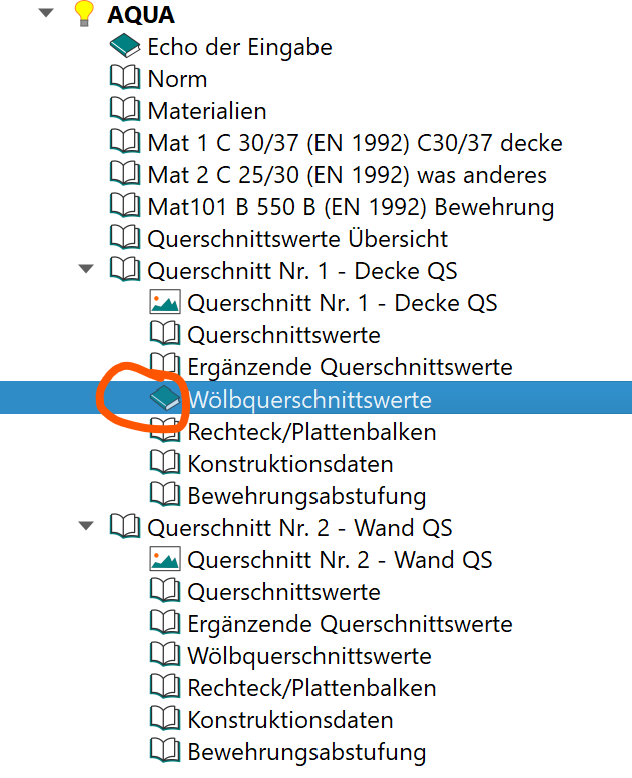 AQUA
Echo der Eingabe
Norm
Materialien
Mat 1 C 30/37 (EN 1992) C30/37 decke
Mat 2 C 25/30 (EN 1992) was anderes
Mat101 B 550 B (EN 1992) Bewehrung
Querschnittswerte Übersicht
Querschnitt Nr. 1 - Decke QS
Querschnitt Nr. 1 - Decke QS
Querschnittswerte
Ergänzende Querschnittswerte
Wölbquerschnittswerte
Rechteck/Plattenbalken
Konstruktionsdaten
Bewehrungsabstufung
Querschnitt Nr. 2 - Wand QS
Querschnitt Nr. 2 - Wand QS
Querschnittswerte
Ergänzende Querschnittswerte
Wölbquerschnittswerte
Rechteck/Plattenbalken
Konstruktionsdaten
Bewehrungsabstufung